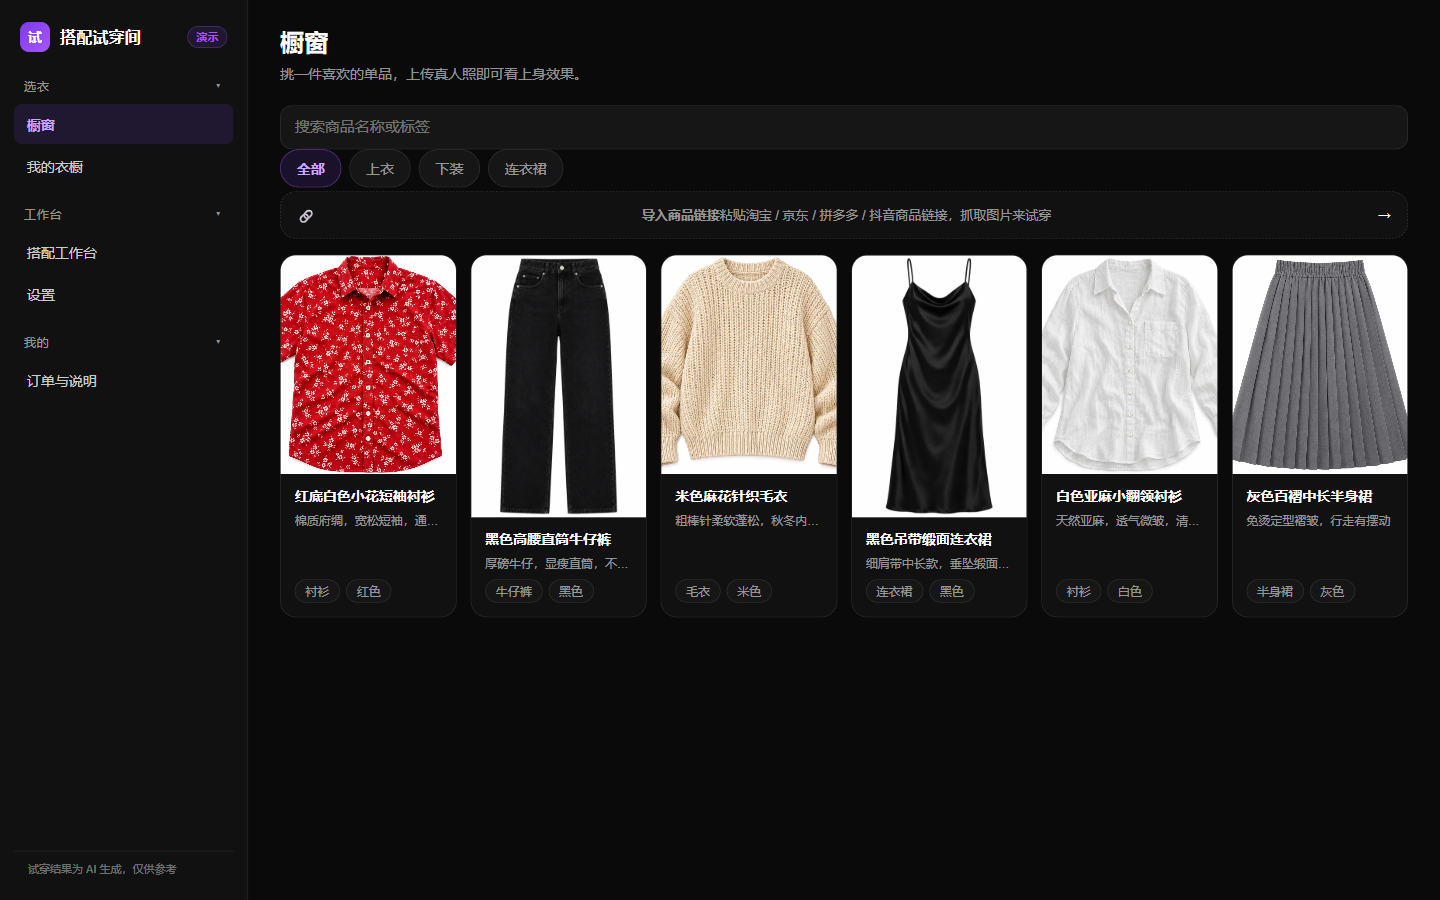 试
搭配试穿间
演示
选衣
橱窗
我的衣橱
工作台
搭配工作台
设置
我的
订单与说明
试穿结果为 AI 生成，仅供参考
橱窗
挑一件喜欢的单品，上传真人照即可看上身效果。
搜索商品名称或标签
全部
上衣
下装
连衣裙
导入商品链接粘贴淘宝 / 京东 / 拼多多 / 抖音商品链接，抓取图片来试穿
→
红底白色小花短袖衬衫
棉质府绸，宽松短袖，通...
衬衫
红色
黑色高腰直筒牛仔裤
厚磅牛仔，显瘦直筒，不...
牛仔裤
黑色
米色麻花针织毛衣
粗棒针柔软蓬松，秋冬内...
毛衣
米色
黑色吊带缎面连衣裙
细肩带中长款，垂坠缎面...
连衣裙
黑色
白色亚麻小翻领衬衫
天然亚麻，透气微皱，清...
衬衫
白色
灰色百褶中长半身裙
免烫定型褶皱，行走有摆动
半身裙
灰色